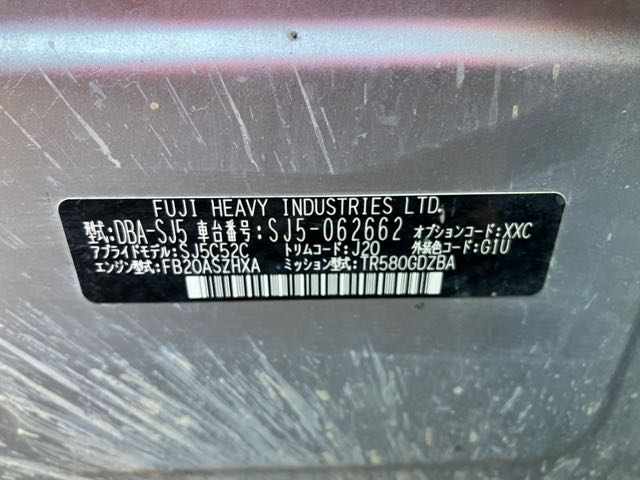 FUJI HEAVY INDUSTRIES LTD.
型式:DBA-SJ5 車台番号:SJ5-062662 オプションコード:XXC
アプライドモデル:SJ5C52C トリムコード:J20 外装色コード:G1U
エンジン型式:FB20ASZHXA ミッション型式:TR580GDZBA